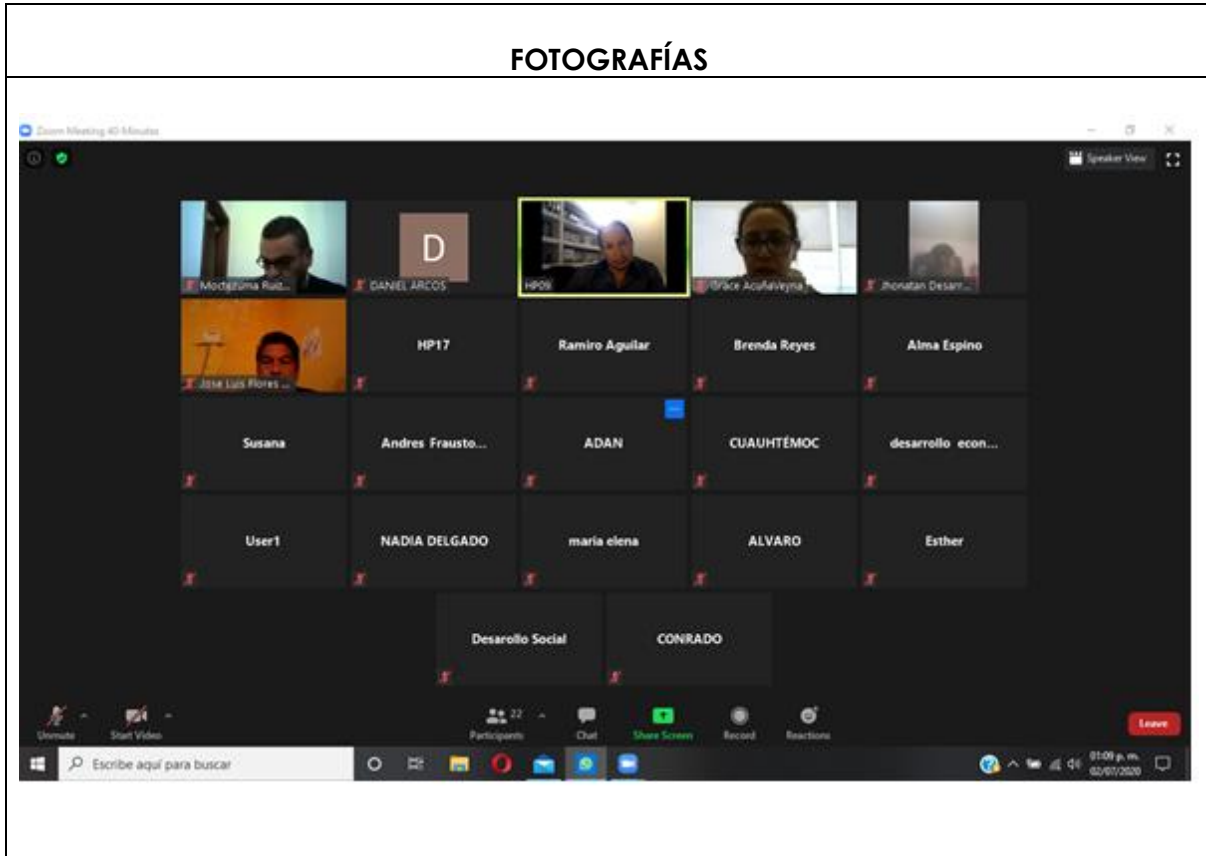 FOTOGRAFÍAS
Zoom Meeting 40-Minutes
Speaker View
Moctezuma Ruiz...
D
DANIEL ARCOS
HP09
Grace AcuñaVeyna
Jhonatan Desarr...
Jose Luis Flores ...
HP17
Ramiro Aguilar
Brenda Reyes
Alma Espino
Susana
Andres Frausto...
ADAN
CUAUHTÉMOC
desarrollo econ...
User1
NADIA DELGADO
maria elena
ALVARO
Esther
Desarollo Social
CONRADO
Unmute
Start Video
22
Participants
Chat
Share Screen
Record
Reactions
Leave
Escribe aquí para buscar
01:09 p. m.
02/07/2020